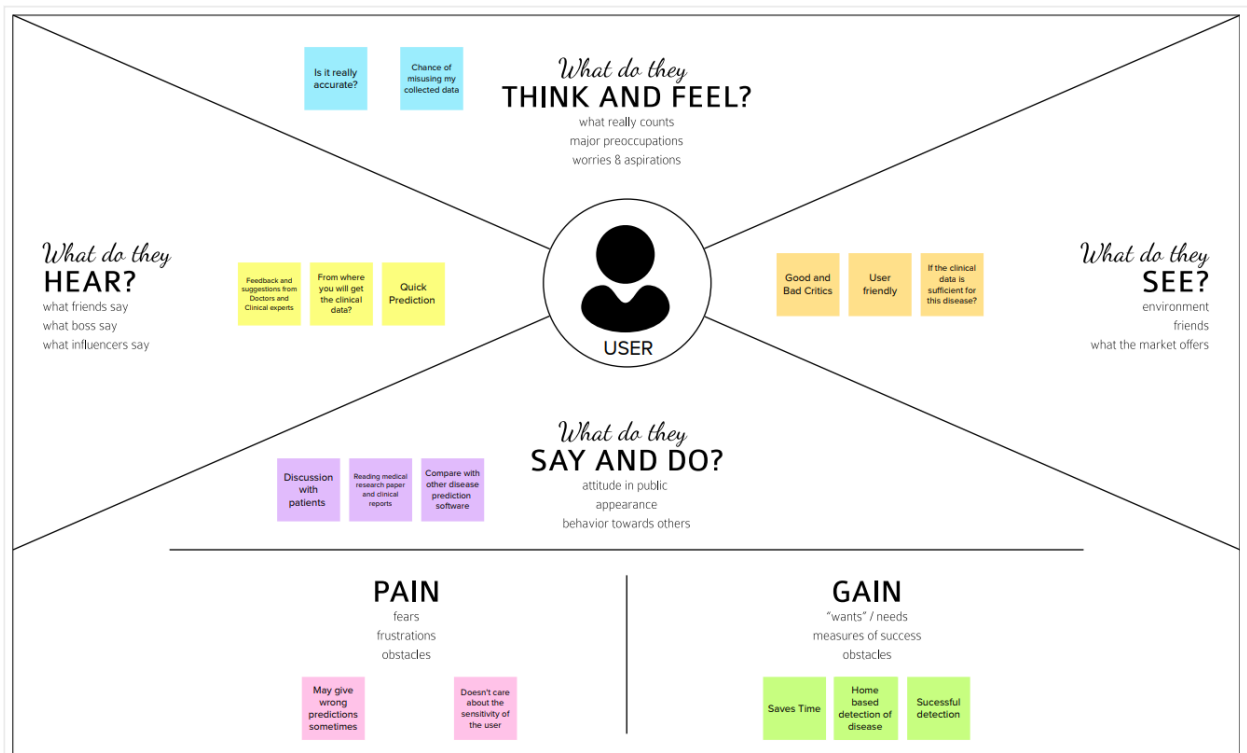 Is it really
accurate?
Chance of
misusing my
collected data
What do they
THINK AND FEEL?
what really counts
major preoccupations
worries & aspirations
What do they
HEAR?
what friends say
what boss say
what influencers say
Feedback and
suggestions from
Doctors and
Clinical experts
From where
you will get
the clinical
data?
Quick
Prediction
USER
Good and
Bad Critics
User
friendly
If the clinical
data is
sufficient for
this disease?
What do they
SEE?
environment
friends
what the market offers
What do they
SAY AND DO?
attitude in public
appearance
behavior towards others
Discussion
with
patients
Reading medical
research paper
and clinical
reports
Compare with
other disease
prediction
software
PAIN
fears
frustrations
obstacles
May give
wrong
predictions
sometimes
Doesn't care
about the
sensitivity of
the user
GAIN
"wants" / needs
measures of success
obstacles
Saves Time
Home
based
detection of
disease
Sucessful
detection